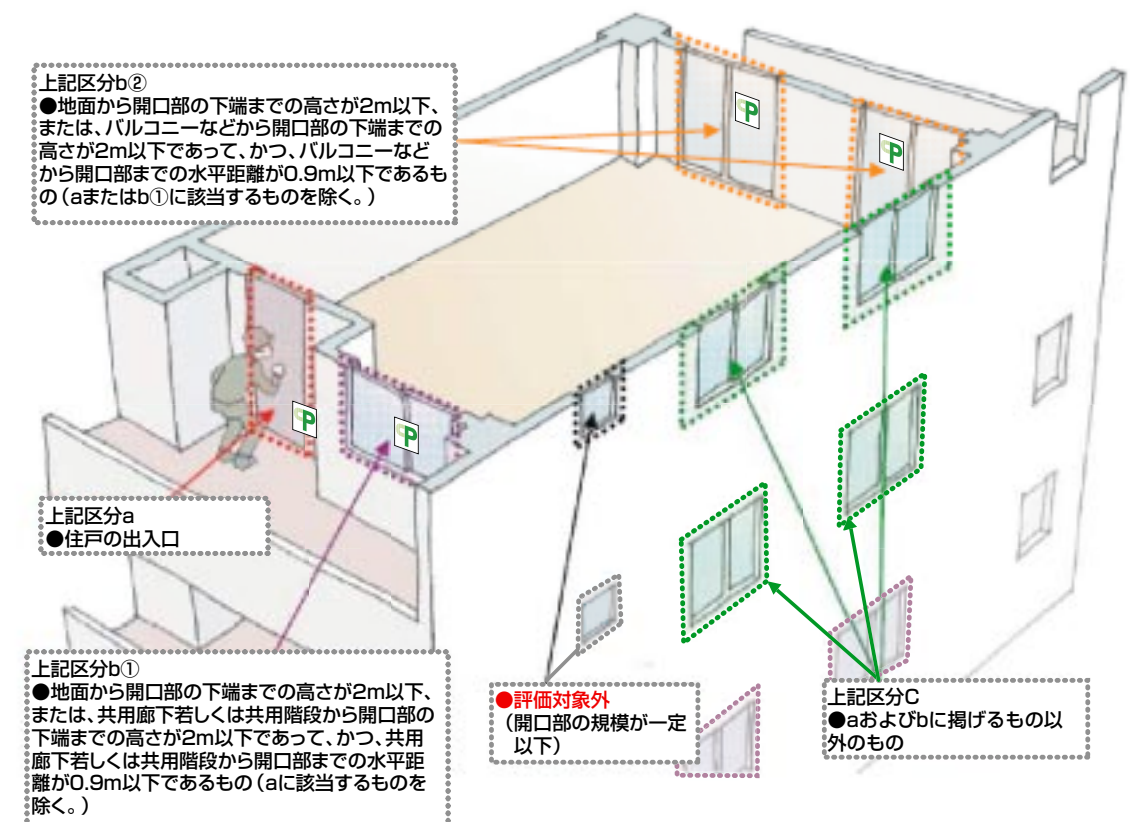 上記区分b②
●地面から開口部の下端までの高さが2m以下、
または、バルコニーなどから開口部の下端までの
高さが2m以下であって、かつ、バルコニーなど
から開口部までの水平距離が0.9m以下であるも
の（aまたはb①に該当するものを除く。）
CP
CP
CP
CP
上記区分a
●住戸の出入口
上記区分b①
●地面から開口部の下端までの高さが2m以下、
または、共用廊下若しくは共用階段から開口部の
下端までの高さが2m以下であって、かつ、共用
廊下若しくは共用階段から開口部までの水平距
離が0.9m以下であるもの（aに該当するものを
除く。）
●評価対象外
（開口部の規模が一定
以下）
上記区分C
●aおよびbに掲げるもの以
外のもの